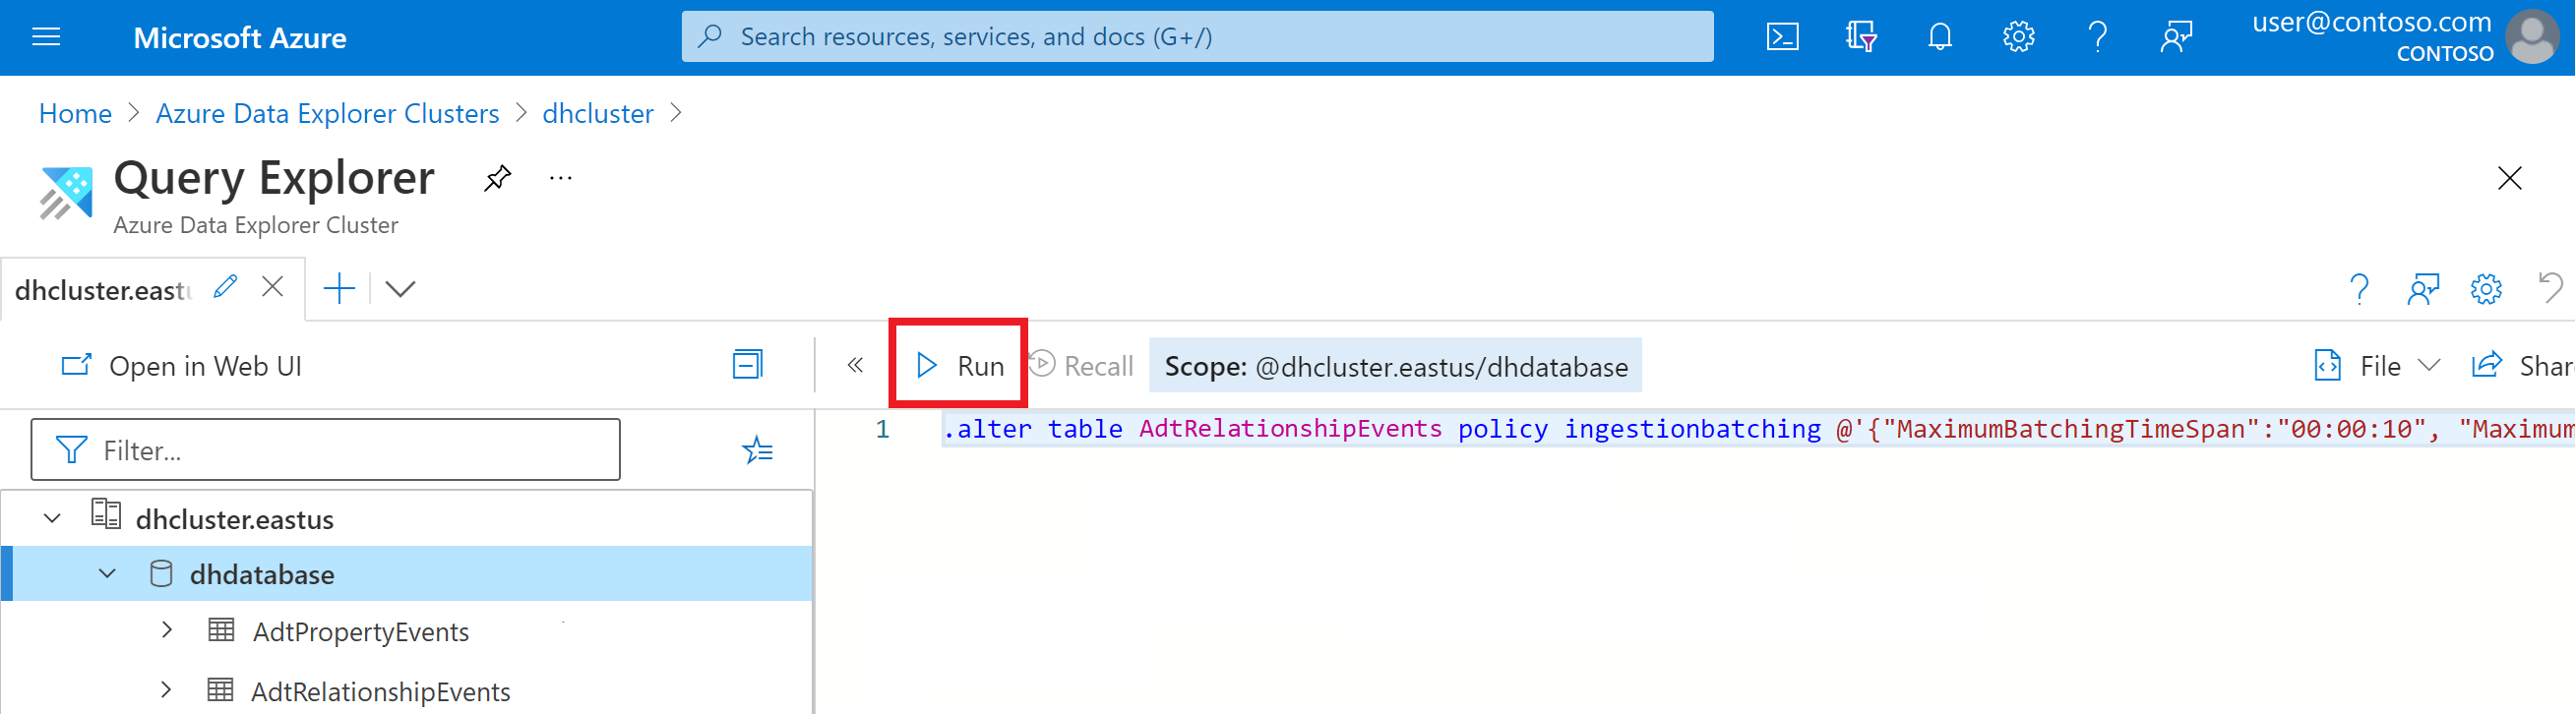 Microsoft Azure
Search resources, services, and docs (G+/)
user@contoso.com
CONTOSO
Home > Azure Data Explorer Clusters > dhcluster >
Query Explorer
...
Azure Data Explorer Cluster
dhcluster.eastu
Open in Web UI
« Run Recall Scope: @dhcluster.eastus/dhdatabase File Shar
Filter...
1 .alter table AdtRelationshipEvents policy ingestionbatching @'{"MaximumBatchingTimeSpan":"00:00:10", "Maximum
dhcluster.eastus
dhdatabase
AdtPropertyEvents
AdtRelationshipEvents